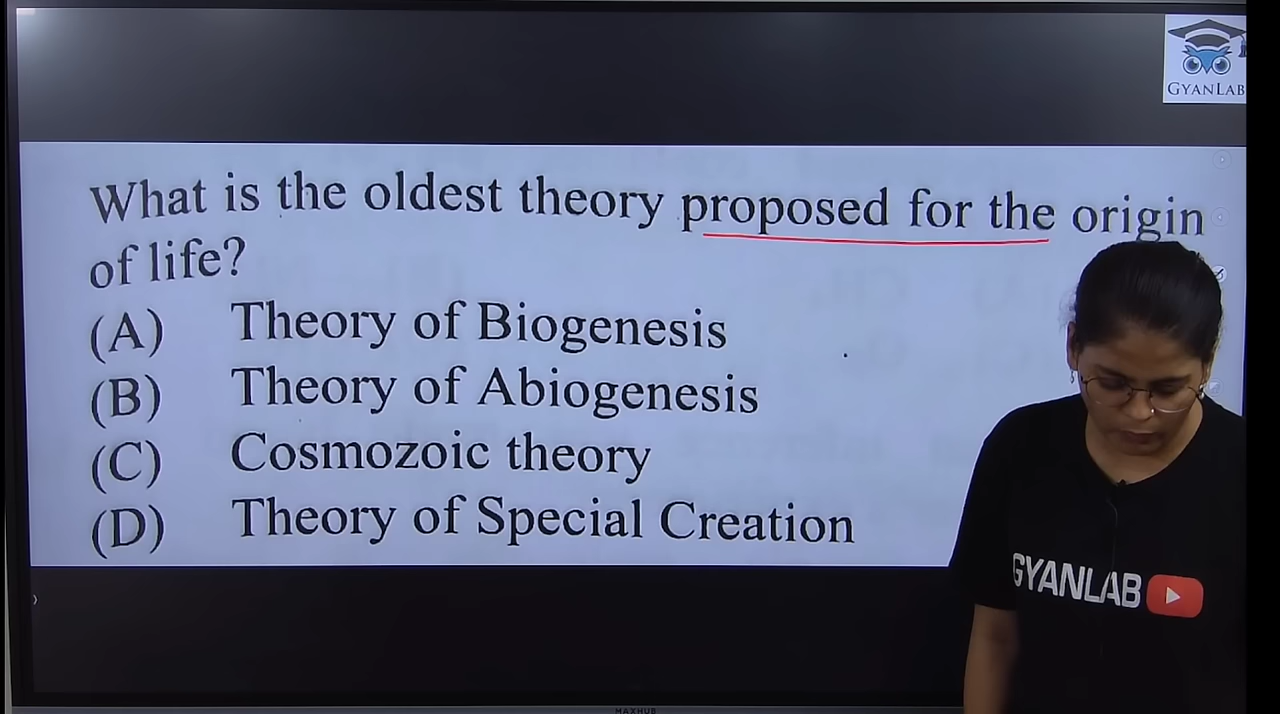 GYANLAB
What is the oldest theory proposed for the origin
of life?
(A) Theory of Biogenesis
(B) Theory of Abiogenesis
(C) Cosmozoic theory
(D) Theory of Special Creation
GYANLAB
MAXHUB